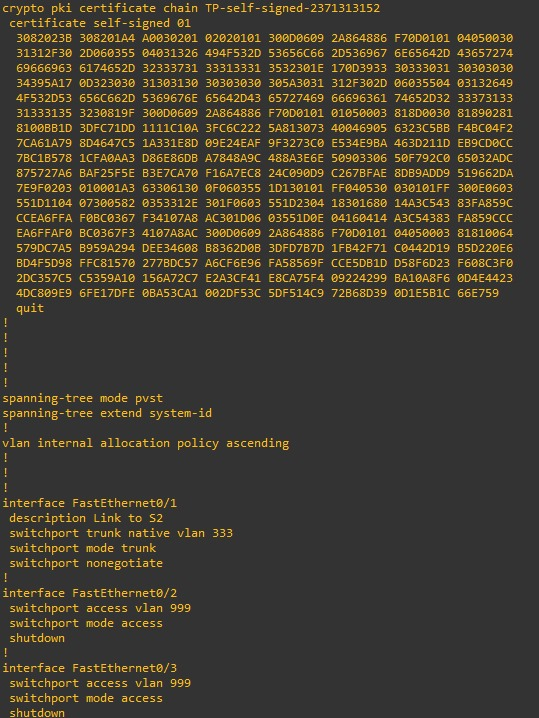 crypto pki certificate chain TP-self-signed-2371313152
certificate self-signed 01
3082023B 308201A4 A0030201 02020101 300D0609 2A864886 F70D0101 04050030
31312F30 2D060355 04031326 494F532D 53656C66 2D536967 6E65642D 43657274
69666963 6174652D 32333731 33313331 3532301E 170D3933 30333031 30303030
34395A17 0D323030 31303130 30303030 305A3031 312F302D 06035504 03132649
4F532D53 656C662D 5369676E 65642D43 65727469 66696361 74652D32 33373133
31333135 3230819F 300D0609 2A864886 F70D0101 01050003 818D0030 81890281
8100BB1D 3DFC71DD 1111C10A 3FC6C222 5A813073 40046905 6323C5BB F4BC04F2
7CA61A79 8D4647C5 1A331E8D 09E24EAF 9F3273C0 E534E9BA 463D211D EB9CD0CC
7BC1B578 1CFA0AA3 D86E86DB A7848A9C 488A3E6E 50903306 50F792C0 65032ADC
875727A6 BAF25F5E B3E7CA70 F16A7EC8 24C090D9 C267BFAE 8DB9ADD9 519662DA
7E9F0203 010001A3 63306130 0F060355 1D130101 FF040530 030101FF 300E0603
551D1104 07300582 0353312E 301F0603 551D2304 18301680 14A3C543 83FA859C
CCEA6FFA F0BC0367 F34107A8 AC301D06 03551D0E 04160414 A3C54383 FA859CCC
EA6FFAF0 BC0367F3 4107A8AC 300D0609 2A864886 F70D0101 04050003 81810064
579DC7A5 B959A294 DEE34608 B8362D0B 3DFD7B7D 1FB42F71 C0442D19 B5D220E6
BD4F5D98 FFC81570 277BDC57 A6CF6E96 FA58569F CCE5DB1D D58F6D23 F608C3F0
2DC357C5 C5359A10 156A72C7 E2A3CF41 E8CA75F4 09224299 BA10A8F6 0D4E4423
4DC809E9 6FE17DFE 0BA53CA1 002DF53C 5DF514C9 72B68D39 0D1E5B1C 66E759
quit
!
!
!
!
!
spanning-tree mode pvst
spanning-tree extend system-id
!
vlan internal allocation policy ascending
!
!
!
interface FastEthernet0/1
description Link to S2
switchport trunk native vlan 333
switchport mode trunk
switchport nonegotiate
!
interface FastEthernet0/2
switchport access vlan 999
switchport mode access
shutdown
!
interface FastEthernet0/3
switchport access vlan 999
switchport mode access
shutdown